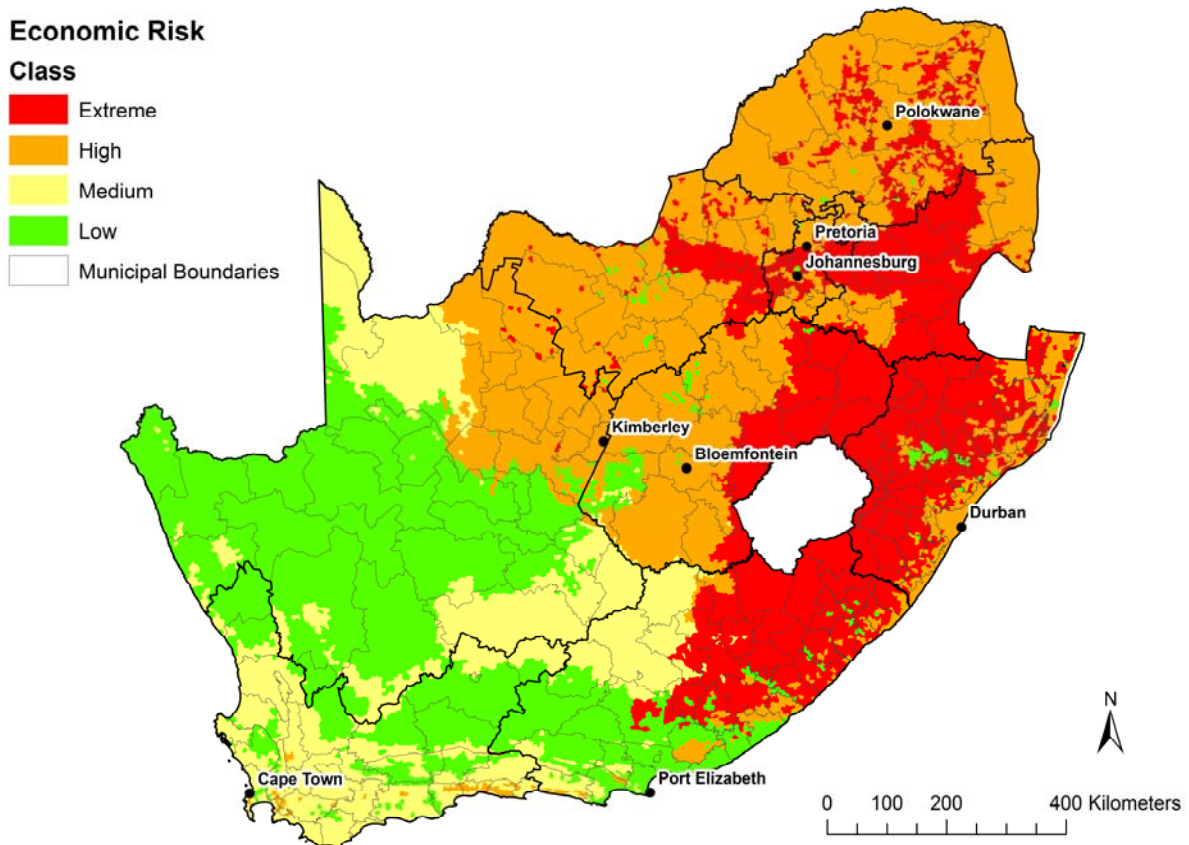 Economic Risk
Class
Extreme
High
Medium
Low
Municipal Boundaries
Polokwane
Pretoria
Johannesburg
Kimberley
Bloemfontein
Durban
Cape Town
Port Elizabeth
N
0 100 200 400 Kilometers